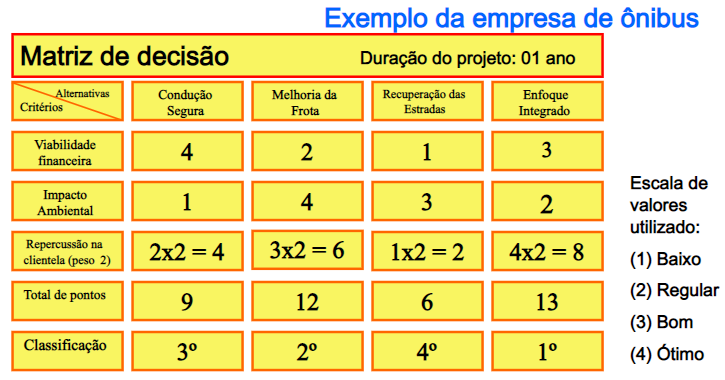 Exemplo da empresa de ônibus
Matriz de decisão Duração do projeto: 01 ano
Alternativas
Critérios
Condução
Segura
Melhoria da
Frota
Recuperação das
Estradas
Enfoque
Integrado
Viabilidade
financeira
4 2 1 3
Impacto
Ambiental
1 4 3 2
Repercussão na
clientela (peso 2)
2x2 = 4 3x2 = 6 1x2 = 2 4x2 = 8
Total de pontos
9 12 6 13
Classificação
3º 2º 4º 1º
Escala de
valores
utilizado:
(1) Baixo
(2) Regular
(3) Bom
(4) Ótimo